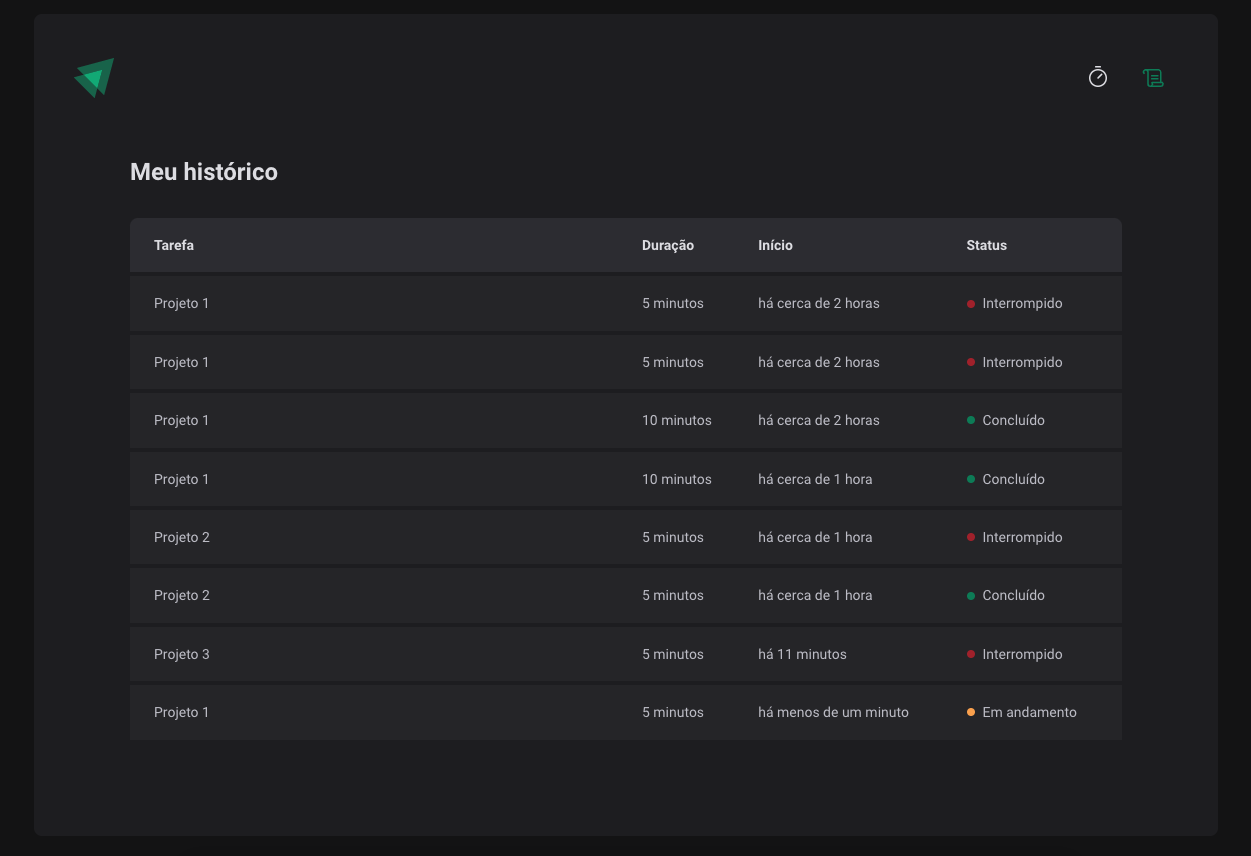 Meu histórico
Tarefa Duração Início Status
Projeto 1 5 minutos há cerca de 2 horas Interrompido
Projeto 1 5 minutos há cerca de 2 horas Interrompido
Projeto 1 10 minutos há cerca de 2 horas Concluído
Projeto 1 10 minutos há cerca de 1 hora Concluído
Projeto 2 5 minutos há cerca de 1 hora Interrompido
Projeto 2 5 minutos há cerca de 1 hora Concluído
Projeto 3 5 minutos há 11 minutos Interrompido
Projeto 1 5 minutos há menos de um minuto Em andamento